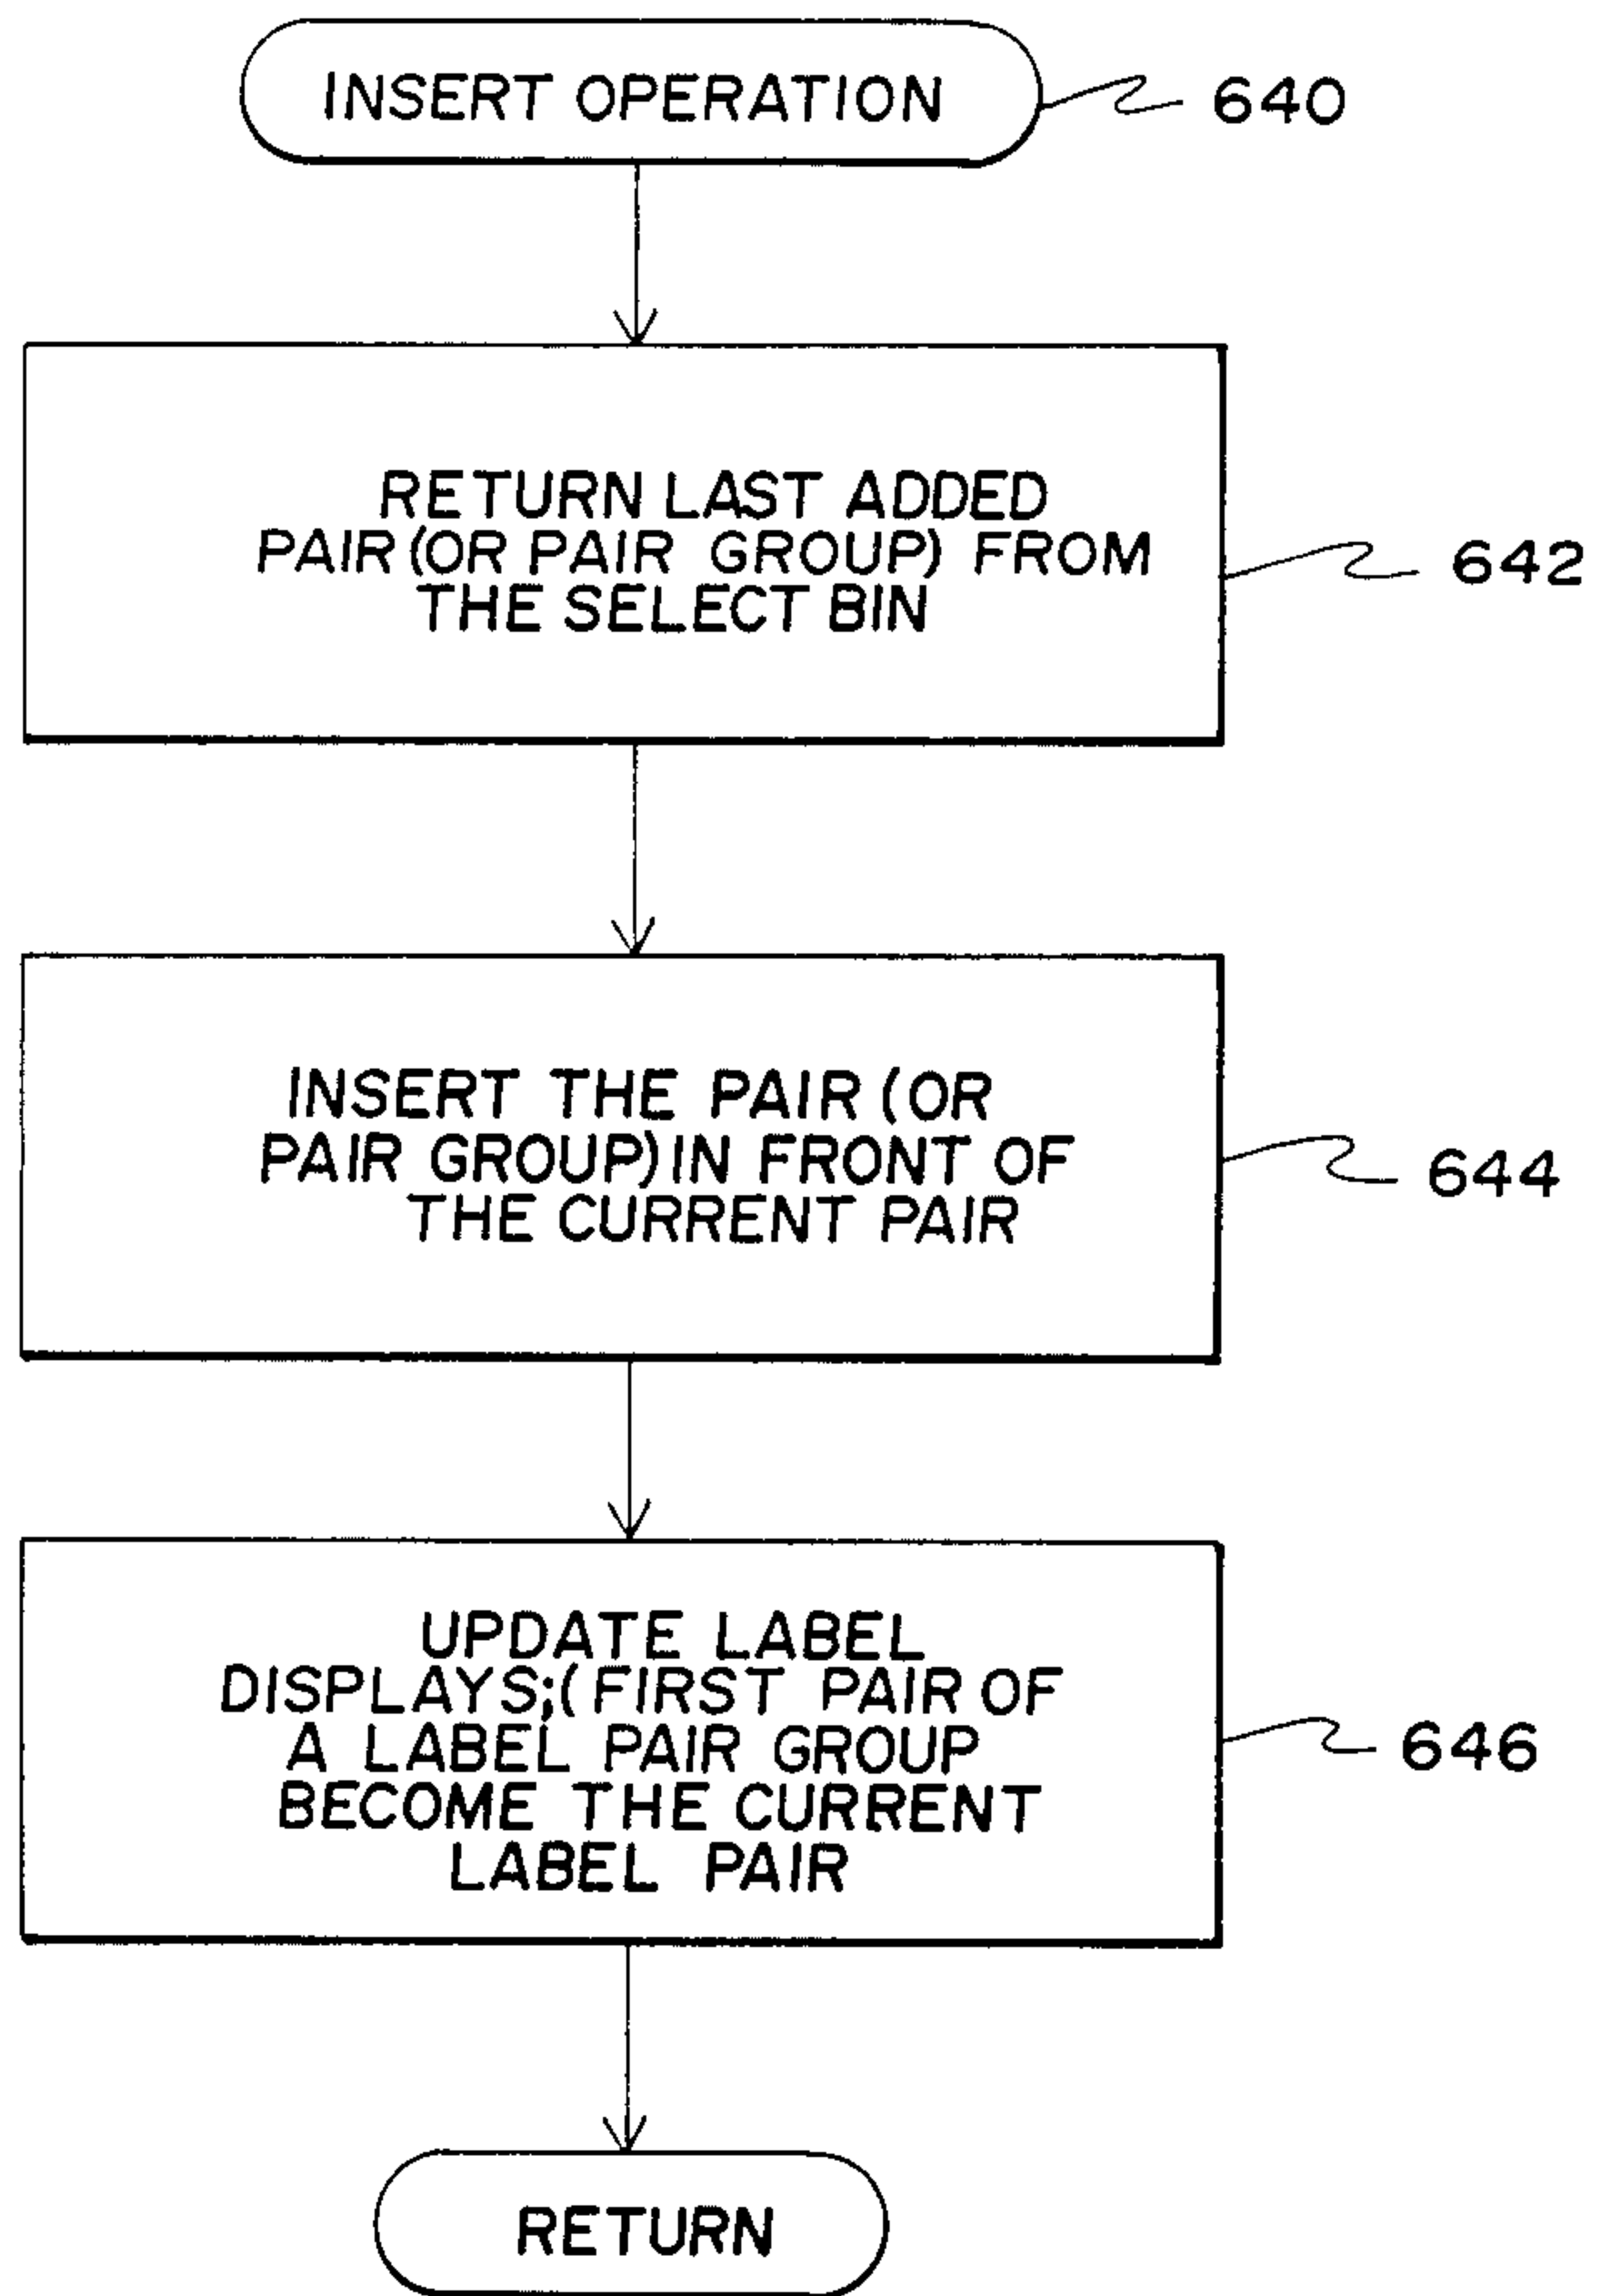 INSERT OPERATION
640
RETURN LAST ADDED
PAIR (OR PAIR GROUP) FROM
THE SELECT BIN
642
INSERT THE PAIR (OR
PAIR GROUP) IN FRONT OF
THE CURRENT PAIR
644
UPDATE LABEL
DISPLAYS; (FIRST PAIR OF
A LABEL PAIR GROUP
BECOME THE CURRENT
LABEL PAIR
646
RETURN